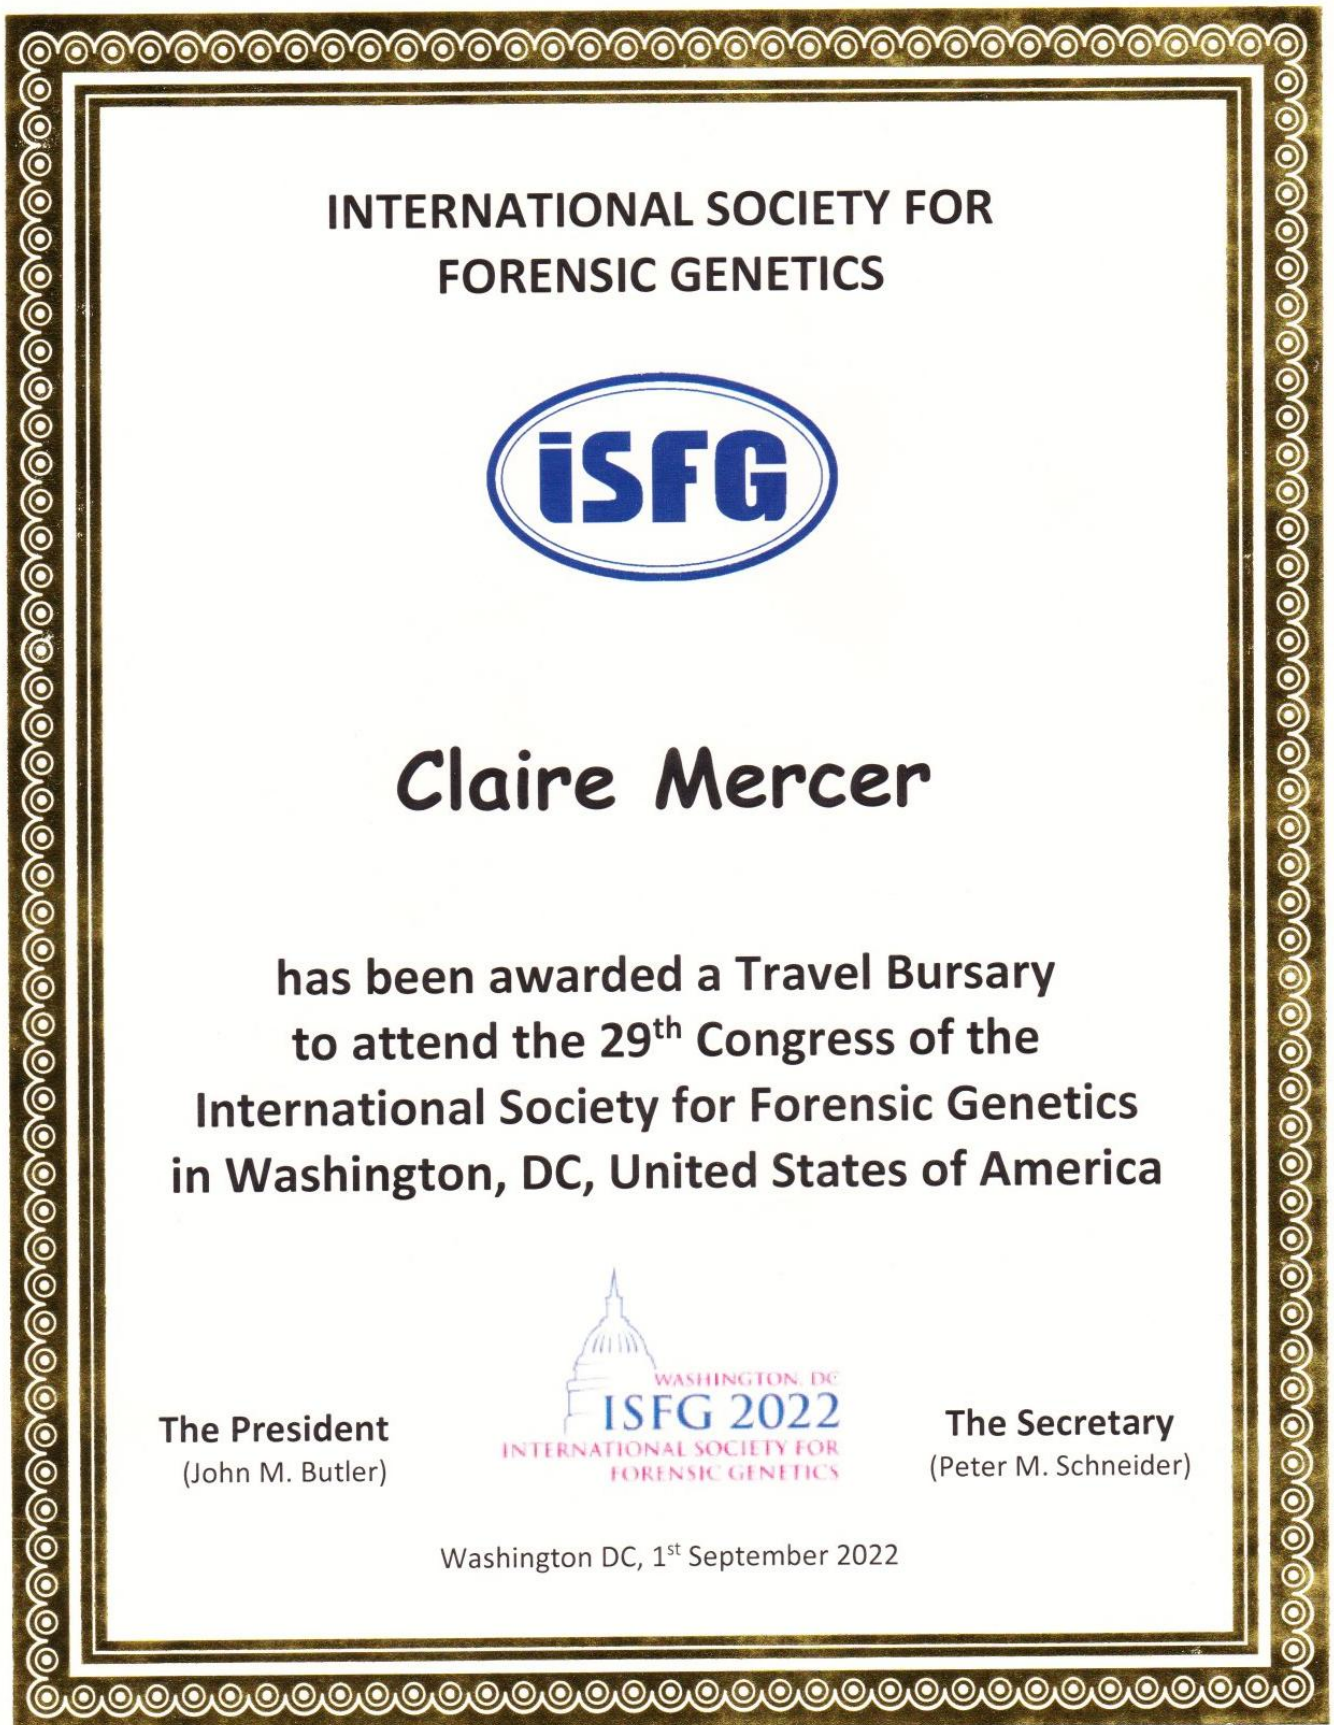 INTERNATIONAL SOCIETY FOR
FORENSIC GENETICS
iSFG
Claire Mercer
has been awarded a Travel Bursary
to attend the 29th Congress of the
International Society for Forensic Genetics
in Washington, DC, United States of America
WASHINGTON, DC
ISFG 2022
INTERNATIONAL SOCIETY FOR
FORENSIC GENETICS
The President
(John M. Butler)
The Secretary
(Peter M. Schneider)
Washington DC, 1st September 2022